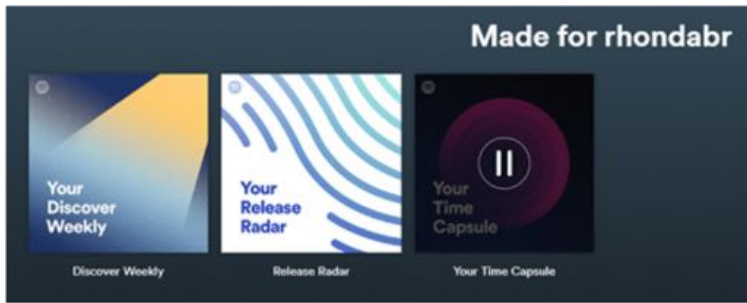 Made for rhondabr
Your
Discover
Weekly
Your
Release
Radar
Your
Time
Capsule
Discover Weekly
Release Radar
Your Time Capsule